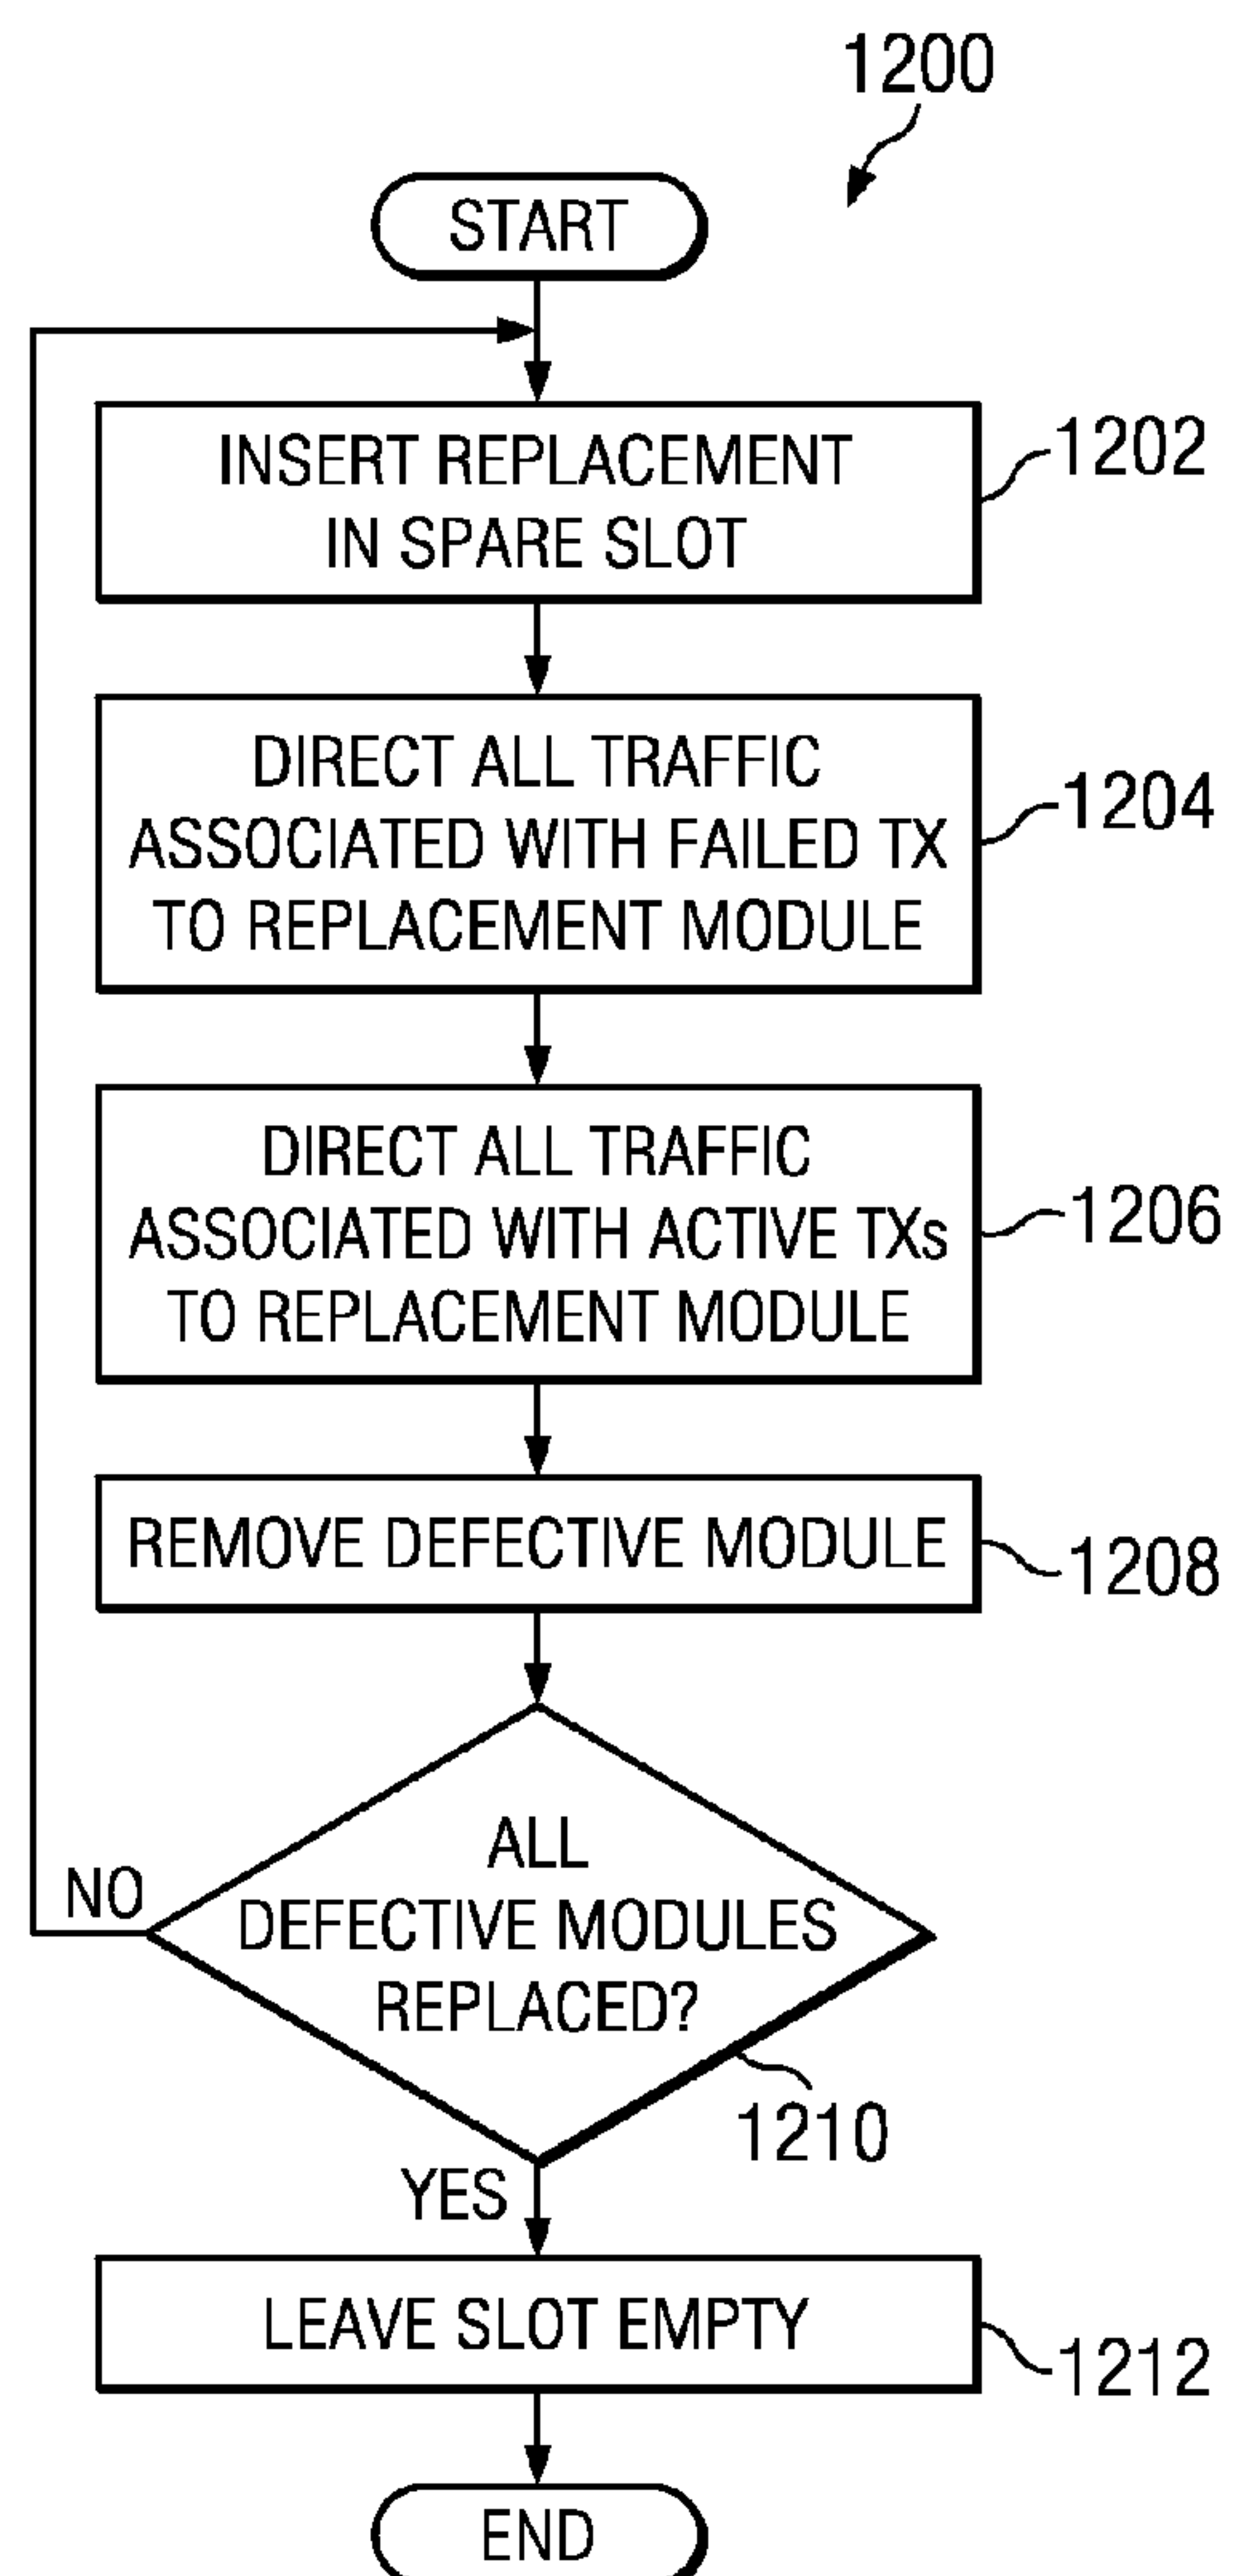 1200
START
INSERT REPLACEMENT
IN SPARE SLOT
1202
DIRECT ALL TRAFFIC
ASSOCIATED WITH FAILED TX
TO REPLACEMENT MODULE
1204
DIRECT ALL TRAFFIC
ASSOCIATED WITH ACTIVE TXs
TO REPLACEMENT MODULE
1206
REMOVE DEFECTIVE MODULE
1208
ALL
DEFECTIVE MODULES
REPLACED?
NO
1210
YES
LEAVE SLOT EMPTY
1212
END